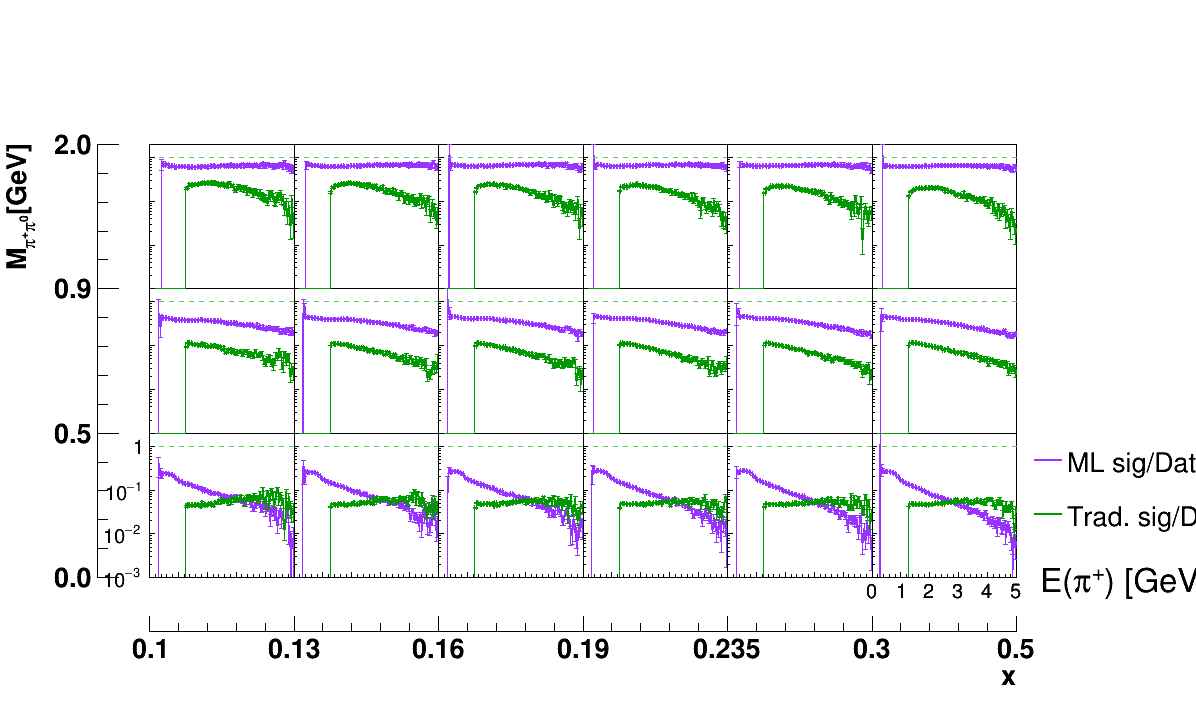 2.0
M π⁺π⁰ [GeV]
0.9
0.5
1
10⁻¹
10⁻²
10⁻³
0.0
ML sig/Dat
Trad. sig/D
0 1 2 3 4 5
E(π⁺) [GeV
0.1 0.13 0.16 0.19 0.235 0.3 0.5
x